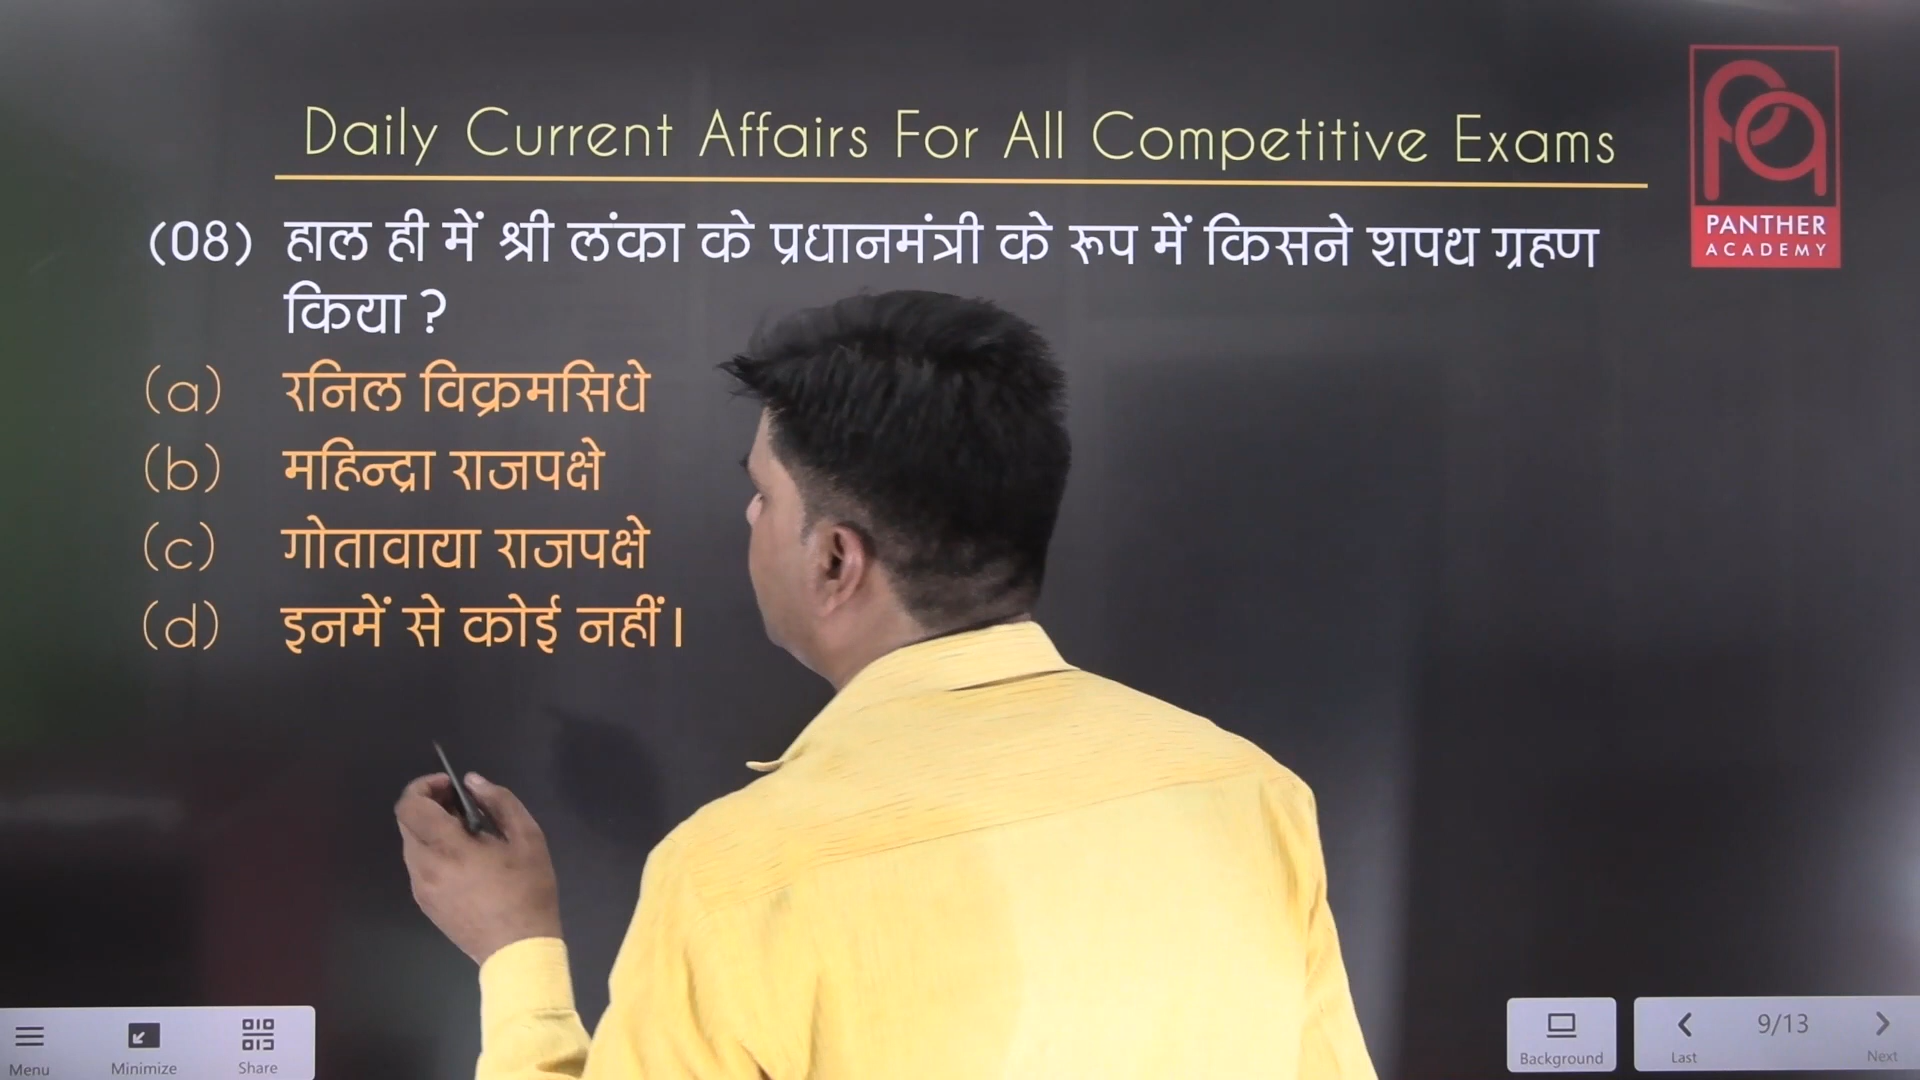 Daily Current Affairs For All Competitive Exams
PANTHER
ACADEMY
(08) हाल ही में श्री लंका के प्रधानमंत्री के रूप में किसने शपथ ग्रहण
किया ?
(a) रनिल विक्रमसिधे
(b) महिन्द्रा राजपक्षे
(c) गोतावाया राजपक्षे
(d) इनमें से कोई नहीं।
Menu Minimize Share
Background
Last 9/13 Next